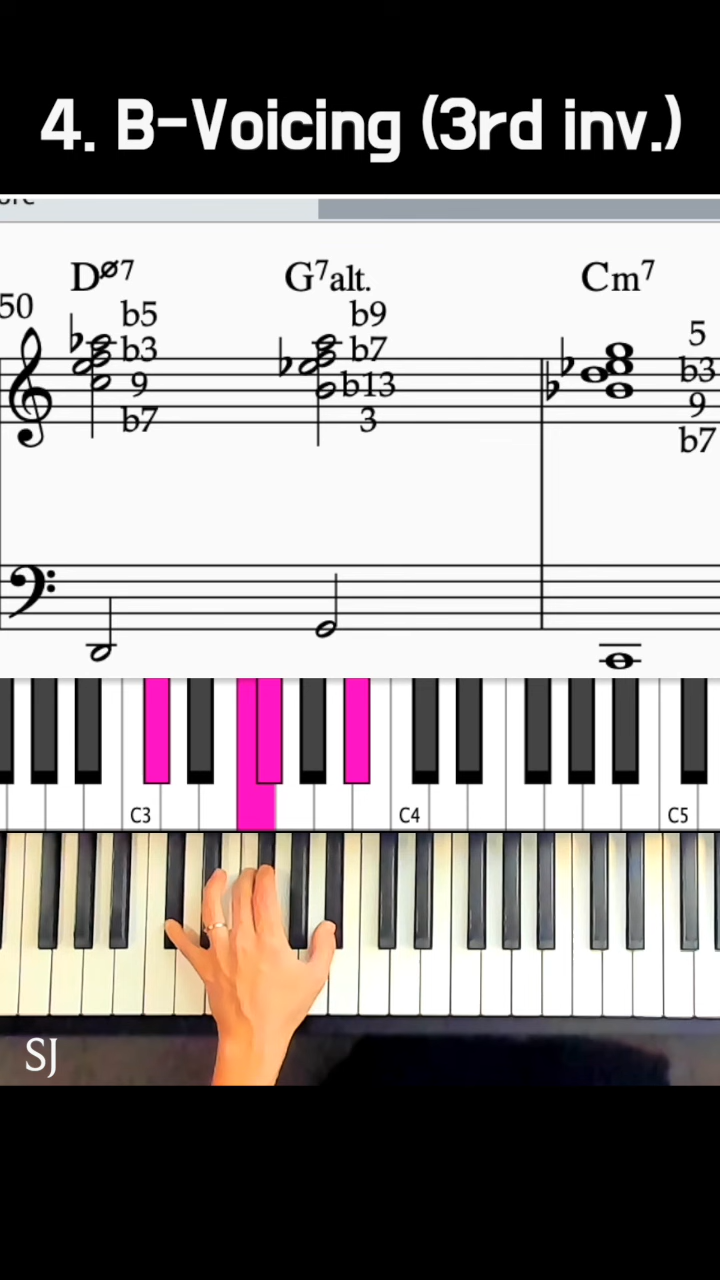 4. B-Voicing (3rd inv.)
Dø7 G7alt. Cm7
50
b5 b9 5
b3 b7 b3
9 b13 9
b7 3 b7
C3 C4 C5
SJ